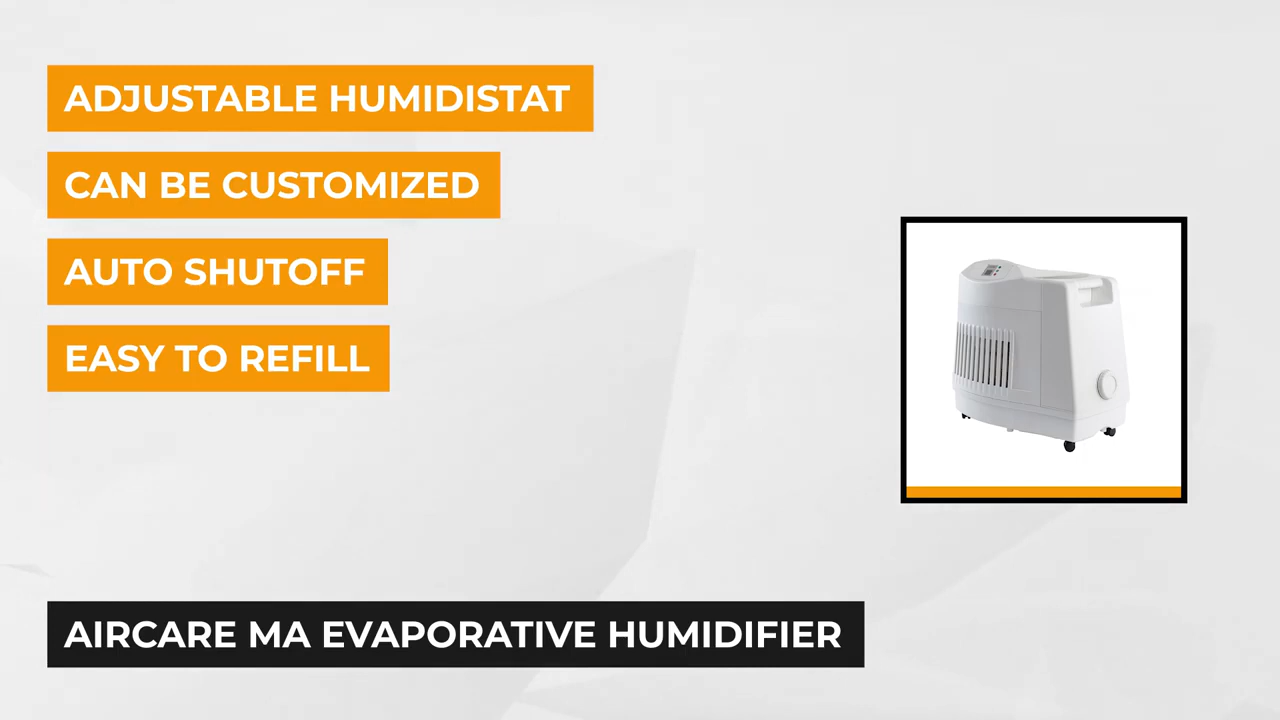 ADJUSTABLE HUMIDISTAT
CAN BE CUSTOMIZED
AUTO SHUTOFF
EASY TO REFILL
AIRCARE MA EVAPORATIVE HUMIDIFIER